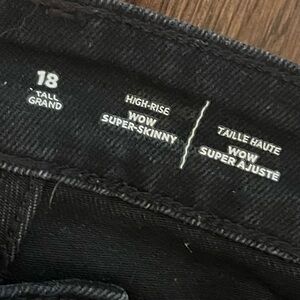 18
TALL
GRAND
HIGH-RISE
WOW
SUPER-SKINNY
TAILLE HAUTE
WOW
SUPER AJUSTÉ